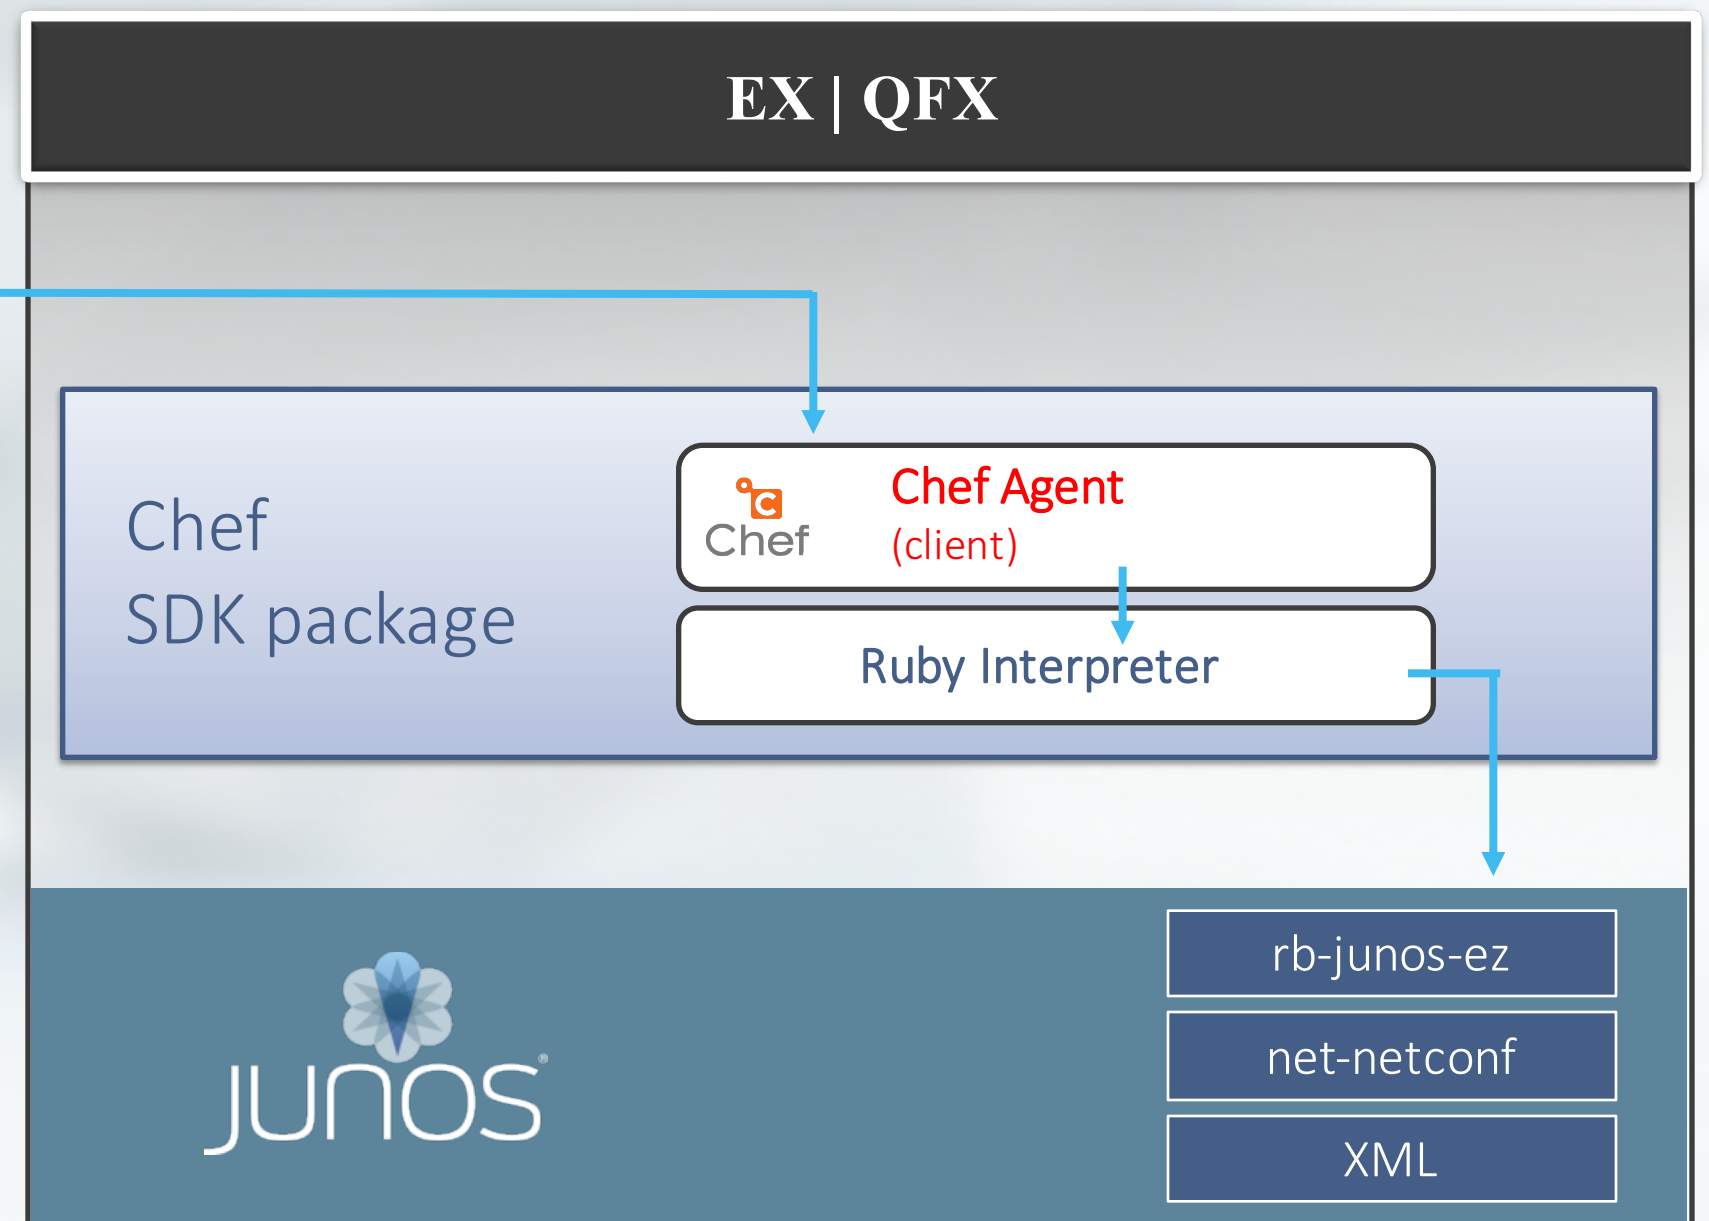 EX | QFX
Chef
SDK package
C
Chef
Chef Agent
(client)
Ruby Interpreter
JUNOS®
rb-junos-ez
net-netconf
XML